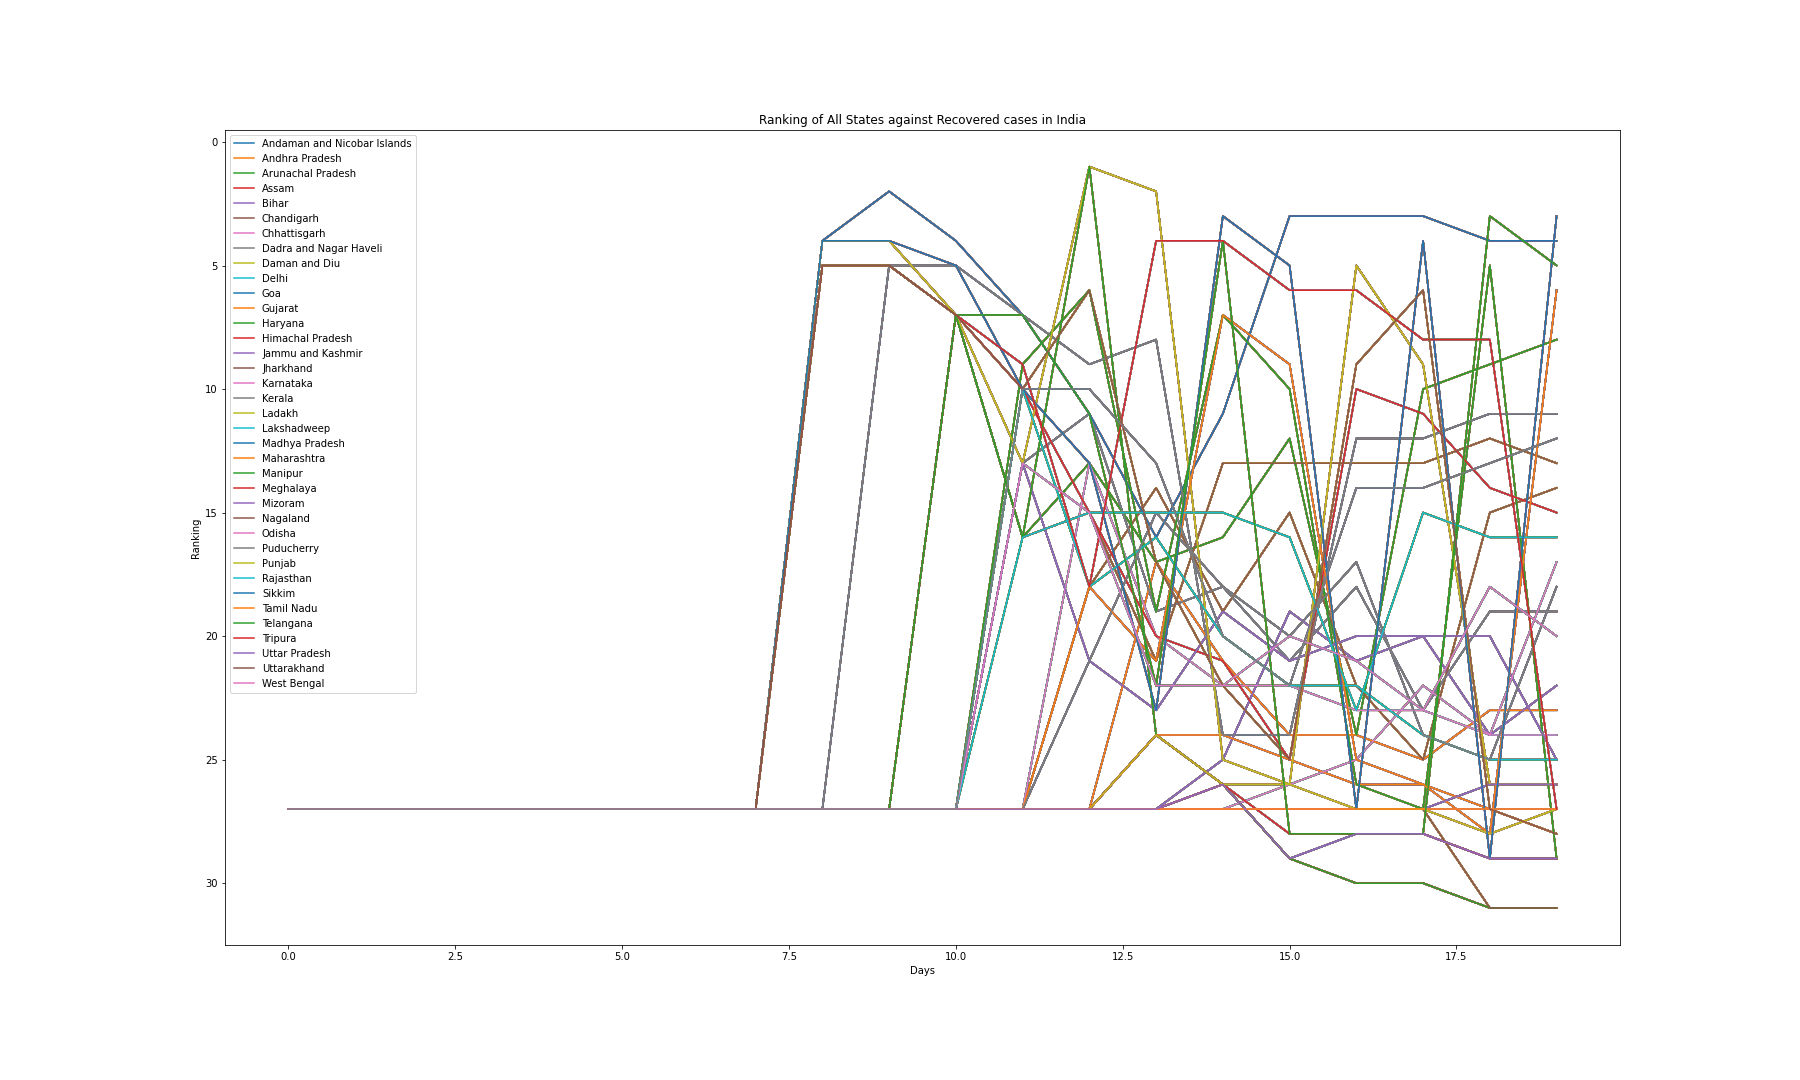 Ranking of All States against Recovered cases in India
0
5
10
15
20
25
30
Ranking
Andaman and Nicobar Islands
Andhra Pradesh
Arunachal Pradesh
Assam
Bihar
Chandigarh
Chhattisgarh
Dadra and Nagar Haveli
Daman and Diu
Delhi
Goa
Gujarat
Haryana
Himachal Pradesh
Jammu and Kashmir
Jharkhand
Karnataka
Kerala
Ladakh
Lakshadweep
Madhya Pradesh
Maharashtra
Manipur
Meghalaya
Mizoram
Nagaland
Odisha
Puducherry
Punjab
Rajasthan
Sikkim
Tamil Nadu
Telangana
Tripura
Uttar Pradesh
Uttarakhand
West Bengal
0.0 2.5 5.0 7.5 10.0 12.5 15.0 17.5
Days